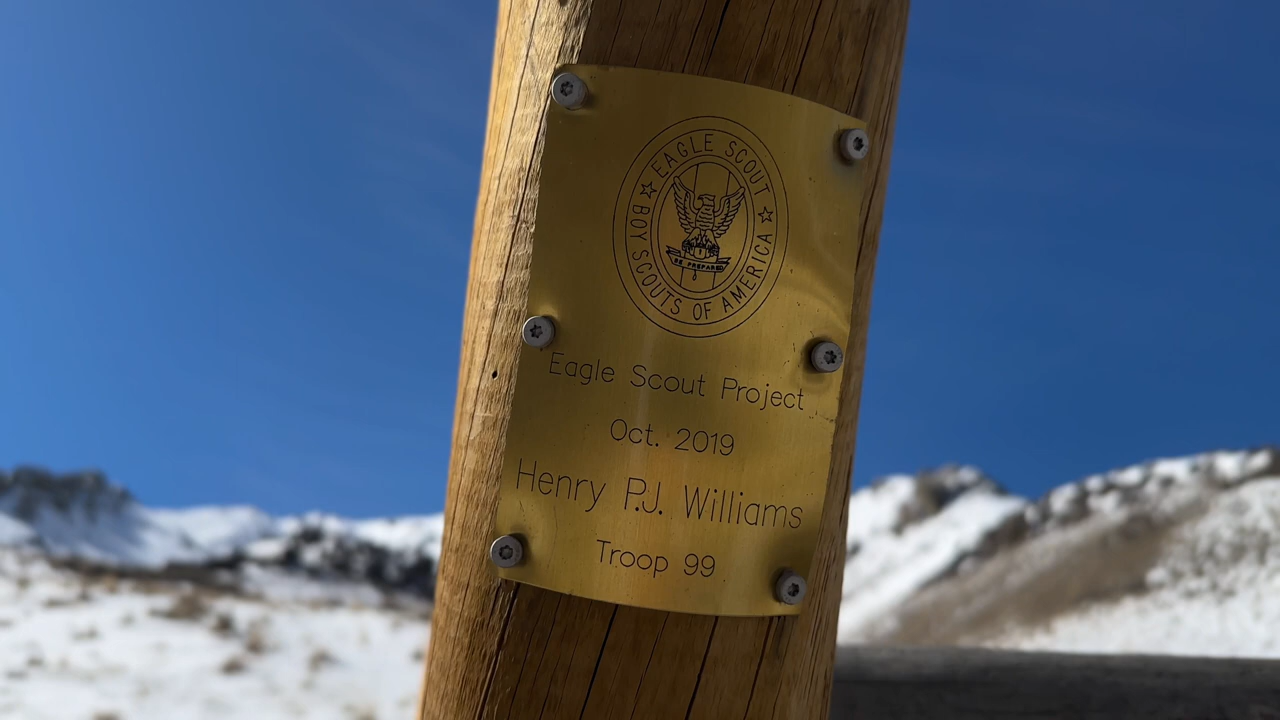 EAGLE SCOUT
BOY SCOUTS OF AMERICA
BE PREPARED
Eagle Scout Project
Oct. 2019
Henry P.J. Williams
Troop 99